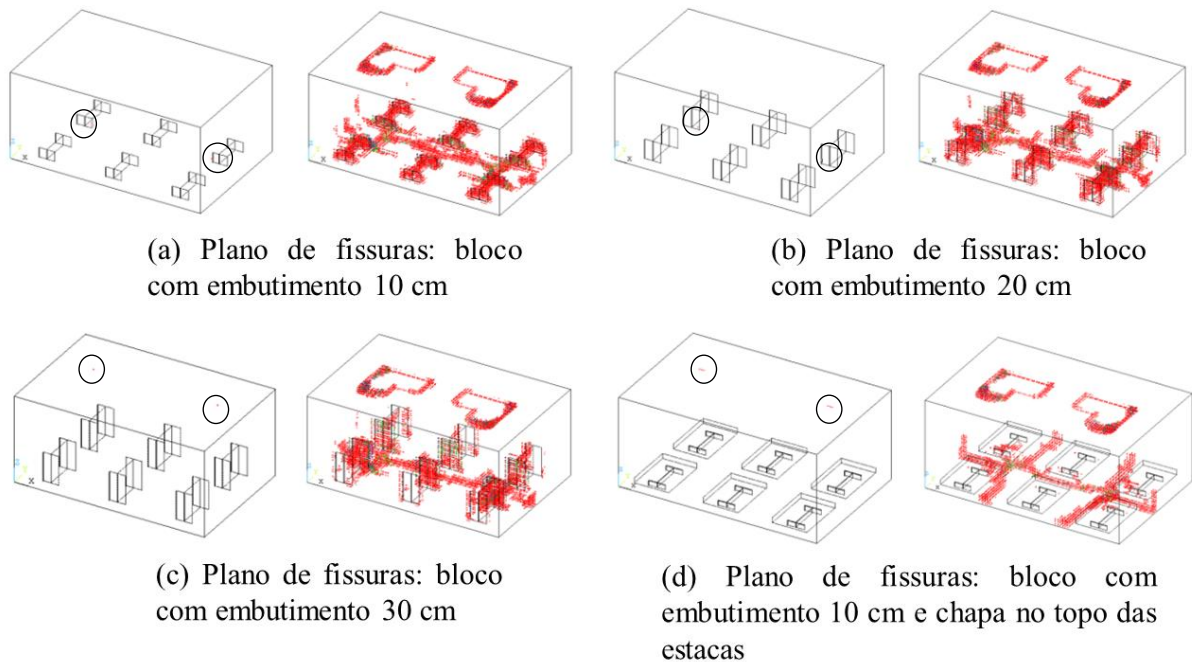 (a) Plano de fissuras: bloco
com embutimento 10 cm
(b) Plano de fissuras: bloco
com embutimento 20 cm
(c) Plano de fissuras: bloco
com embutimento 30 cm
(d) Plano de fissuras: bloco com
embutimento 10 cm e chapa no topo das
estacas